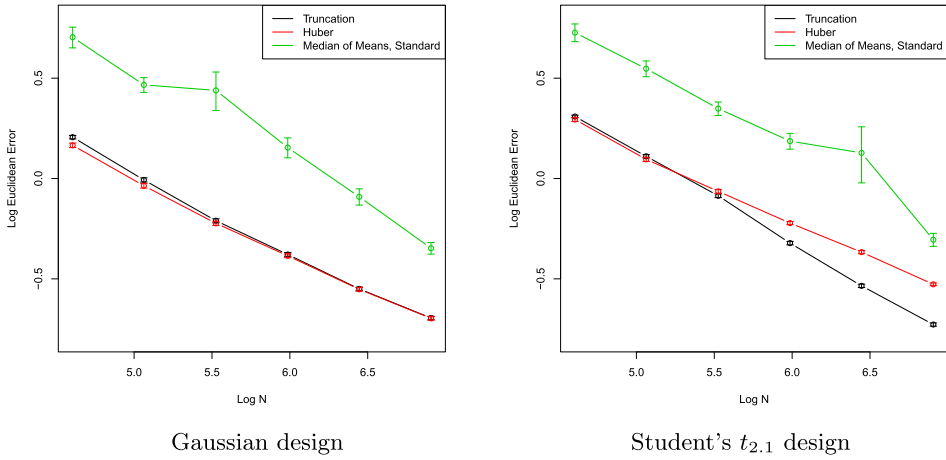 Truncation
Huber
Median of Means, Standard
Log Euclidean Error
0.5
0.0
−0.5
5.0 5.5 6.0 6.5
Log N
Gaussian design
Truncation
Huber
Median of Means, Standard
Log Euclidean Error
0.5
0.0
−0.5
5.0 5.5 6.0 6.5
Log N
Student's t2.1 design